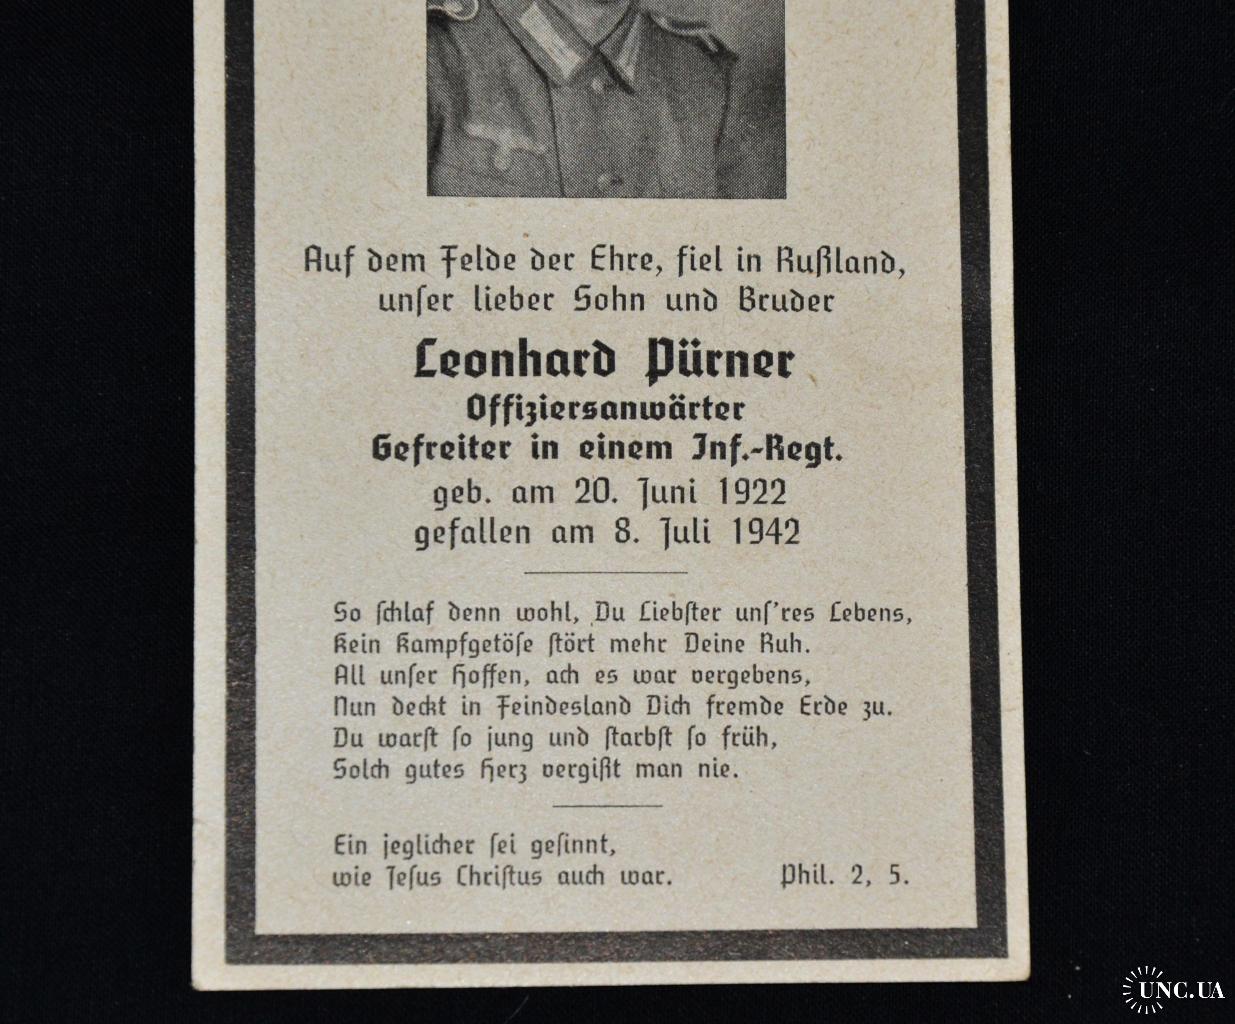 Auf dem Felde der Ehre, fiel in Rußland,
unſer lieber Sohn und Bruder
Leonhard Pürner
Offiziersanwärter
Gefreiter in einem Inf.-Regt.
geb. am 20. Juni 1922
gefallen am 8. Juli 1942
So ſchlaf denn wohl, Du Liebſter unſ'res Lebens,
Kein Kampfgetöſe ſtört mehr Deine Ruh.
All unſer Hoffen, ach es war vergebens,
Nun deckt in Feindesland Dich fremde Erde zu.
Du warſt ſo jung und ſtarbſt ſo früh,
Solch gutes Herz vergißt man nie.
Ein jeglicher ſei geſinnt,
wie Jeſus Chriſtus auch war. Phil. 2, 5.
UNC.UA